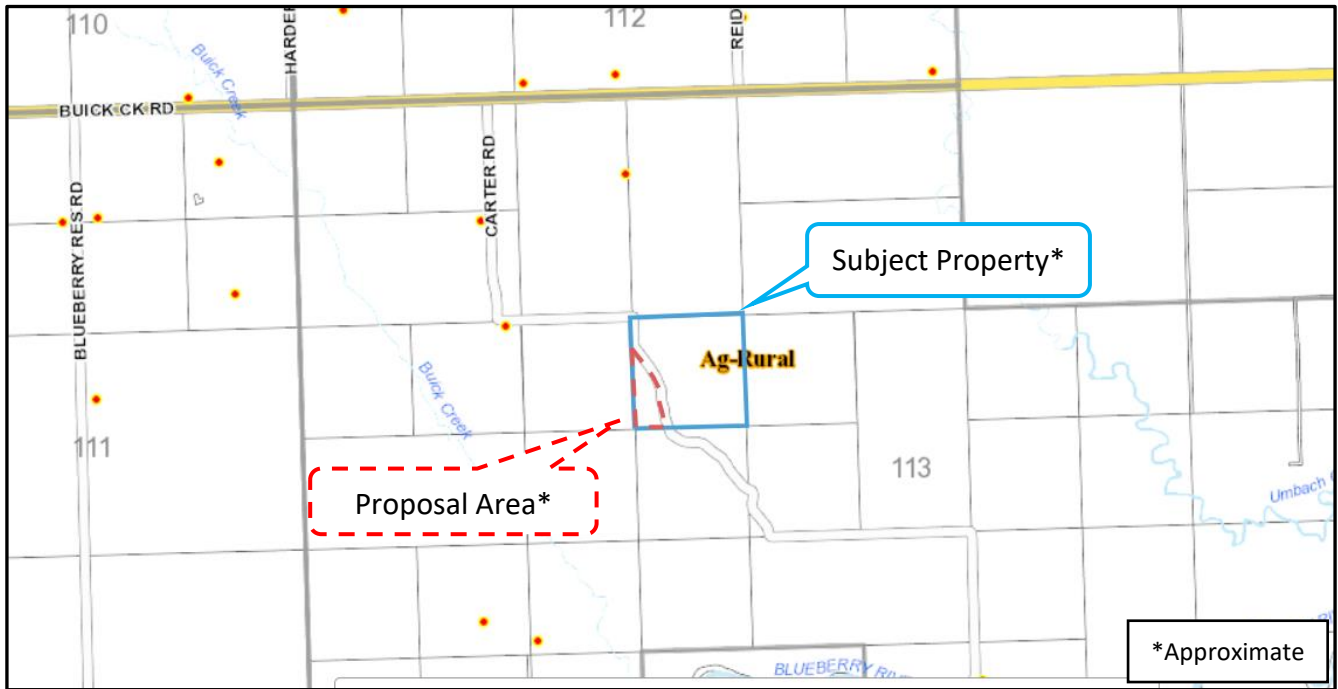 110
112
HARDE
REID
Buick Creek
BUICK CK RD
CARTER RD
BLUEBERRY RES RD
Subject Property*
Ag-Rural
Buick Creek
111
113
Proposal Area*
Umbach
*Approximate
BLUEBERRY